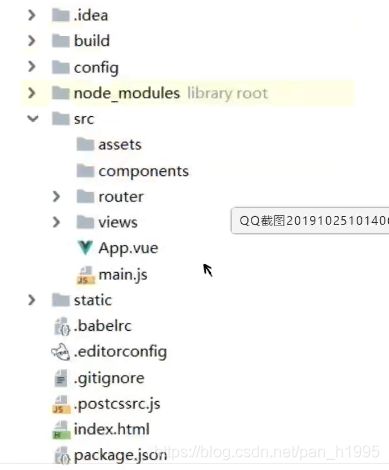 .idea
build
config
node_modules library root
src
assets
components
router
views
QQ截图2019102510140
App.vue
main.js
static
.babelrc
.editorconfig
.gitignore
.postcssrc.js
index.html
package.json
https://blog.csdn.net/pan_h1995